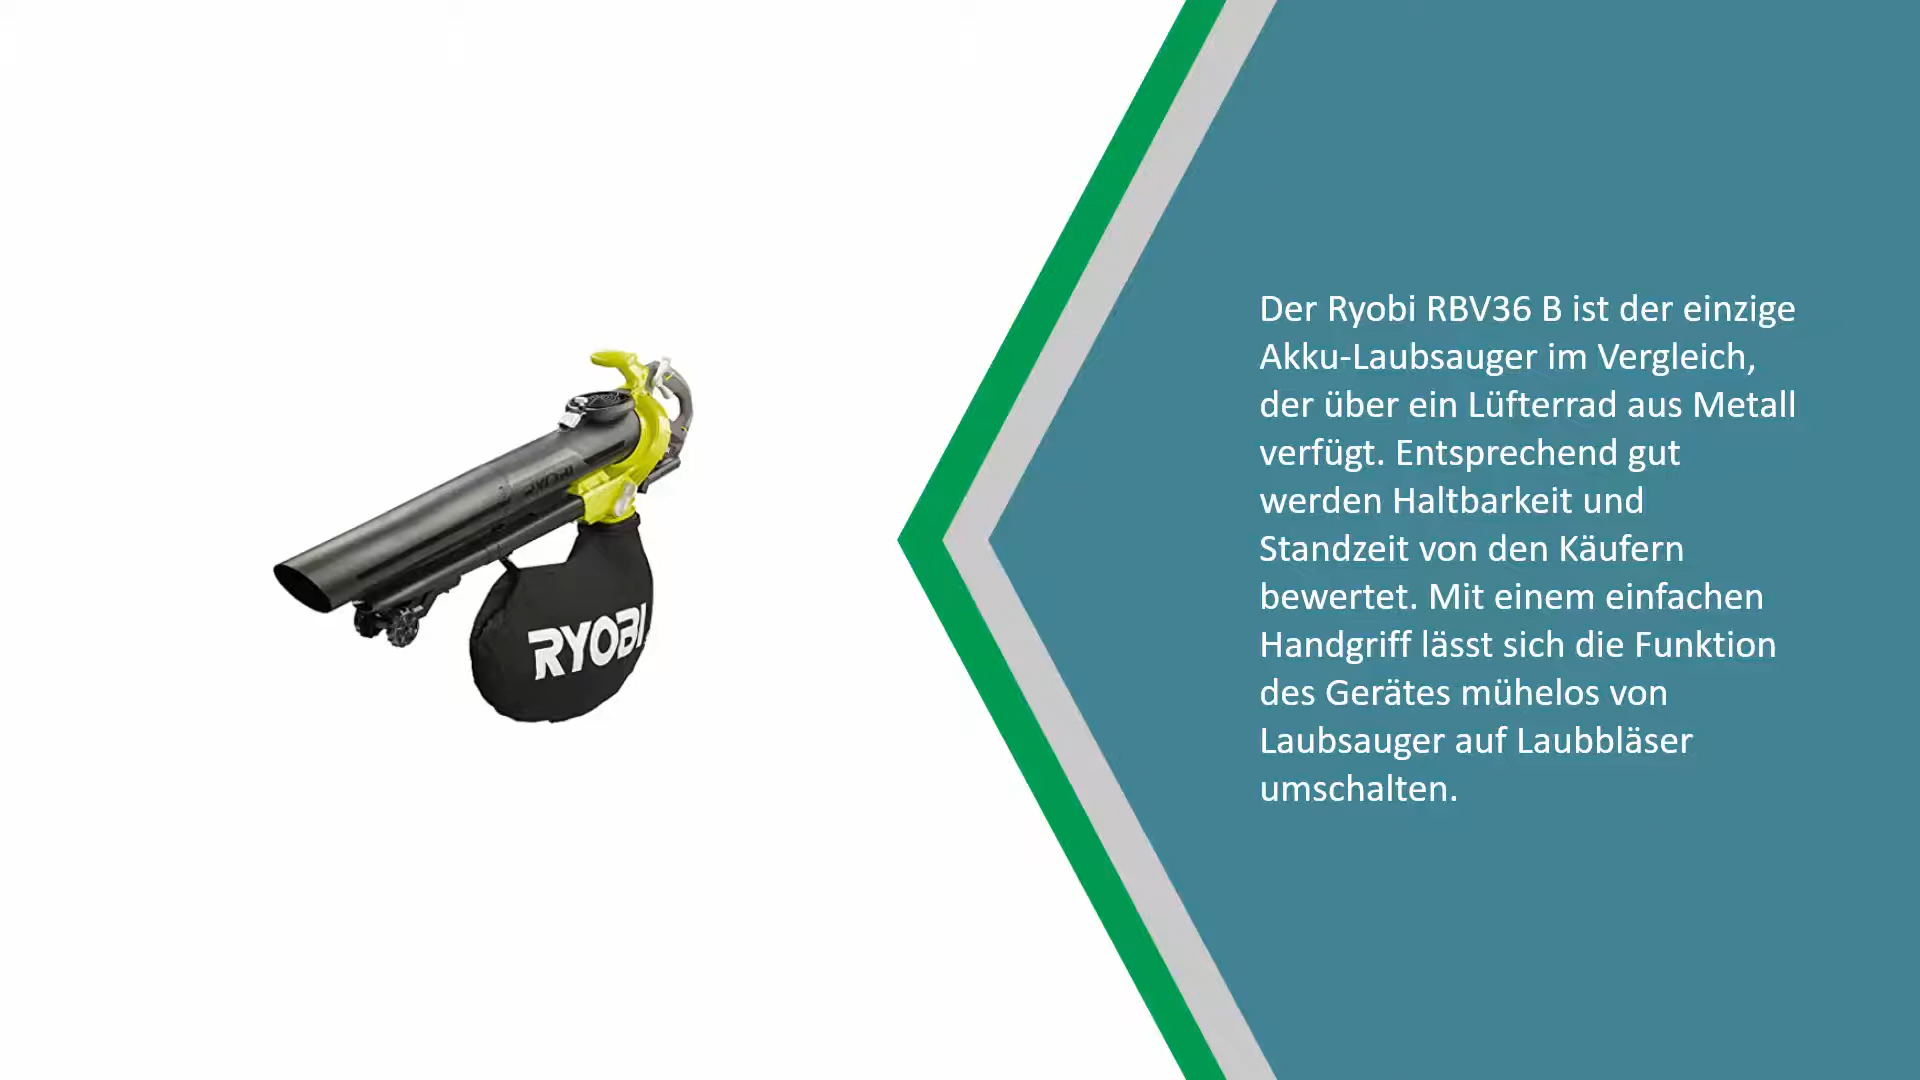 RYOBI
RYOBI
Der Ryobi RBV36 B ist der einzige
Akku-Laubsauger im Vergleich,
der über ein Lüfterrad aus Metall
verfügt. Entsprechend gut
werden Haltbarkeit und
Standzeit von den Käufern
bewertet. Mit einem einfachen
Handgriff lässt sich die Funktion
des Gerätes mühelos von
Laubsauger auf Laubbläser
umschalten.